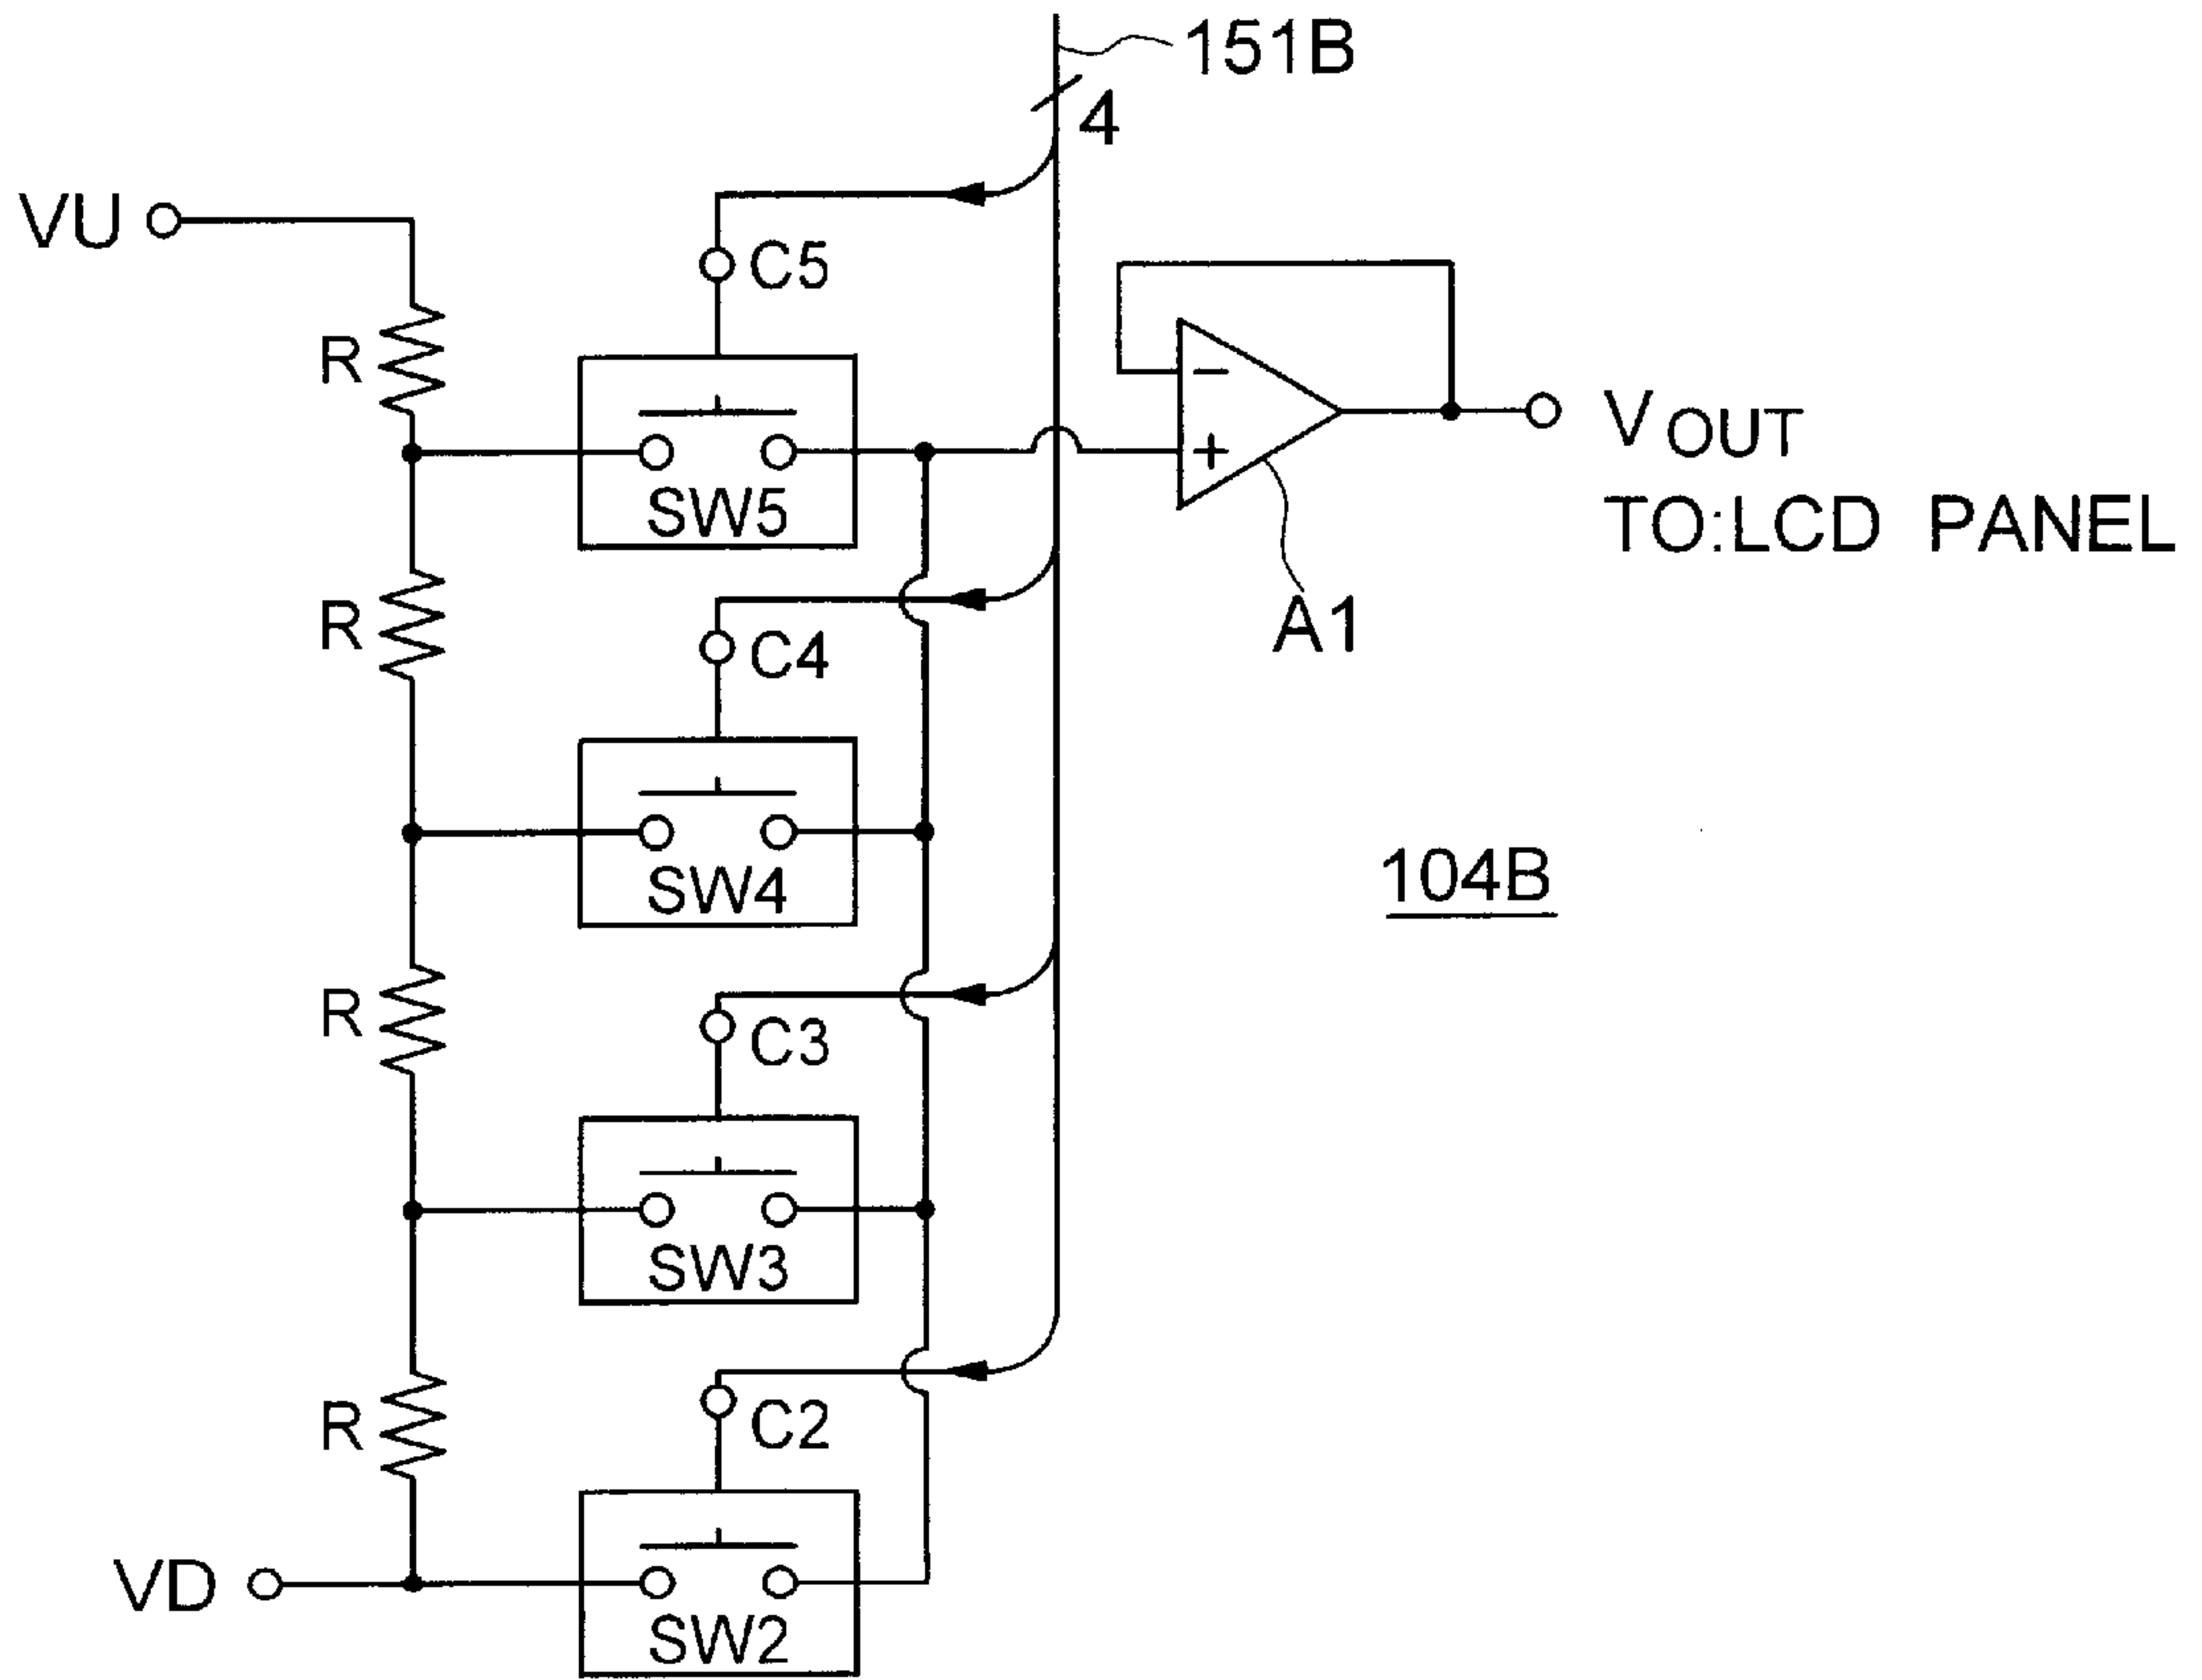 151B
4
VU
C5
R
SW5
−
+
V OUT
TO:LCD PANEL
A1
R
C4
SW4
104B
R
C3
SW3
R
C2
VD
SW2